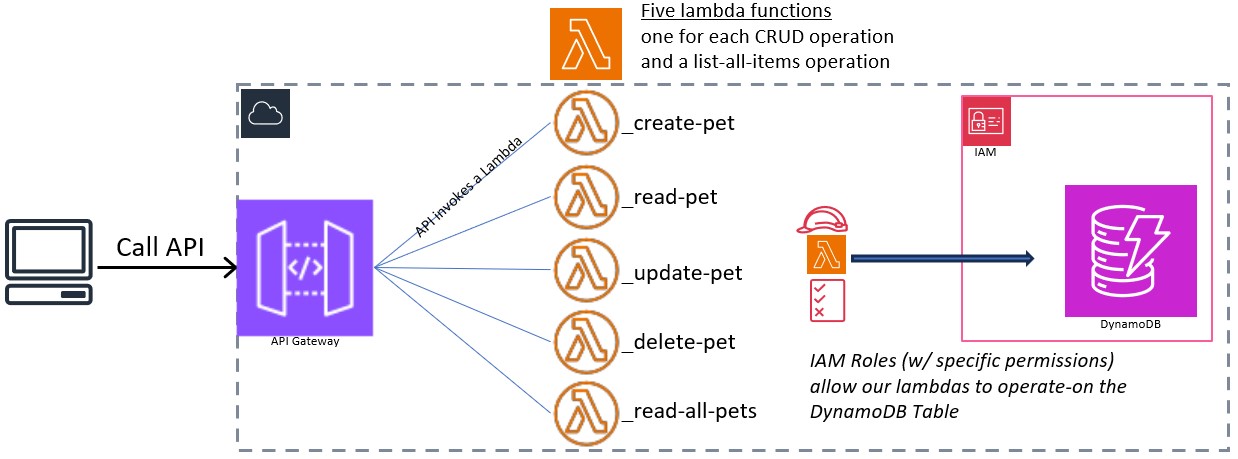 Five lambda functions
one for each CRUD operation
and a list-all-items operation
_create-pet
IAM
API invokes a Lambda
_read-pet
Call API
</>
_update-pet
API Gateway
DynamoDB
_delete-pet
IAM Roles (w/ specific permissions)
allow our lambdas to operate-on the
DynamoDB Table
_read-all-pets